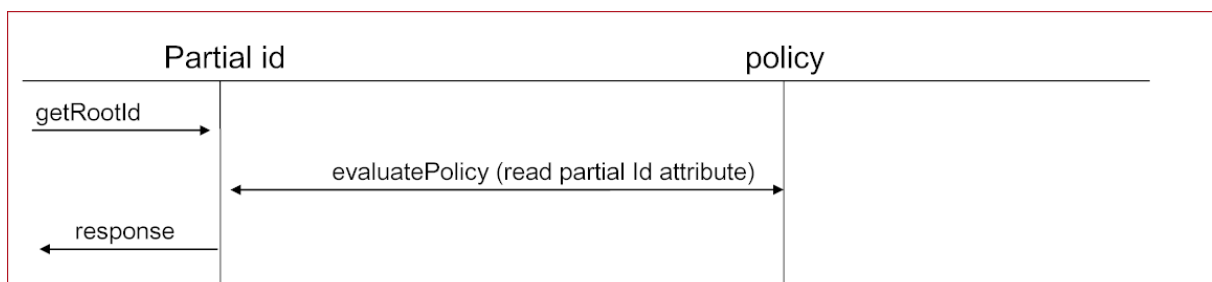 Partial id policy
getRootId
evaluatePolicy (read partial Id attribute)
response